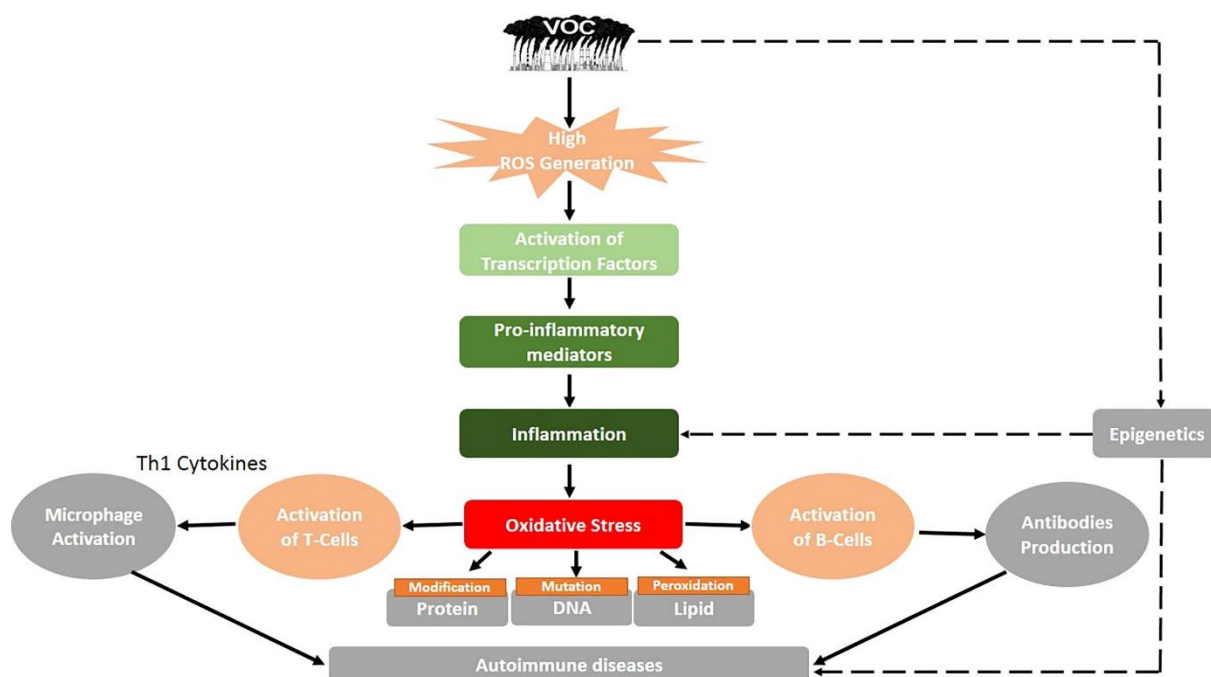 VOC
High
ROS Generation
Activation of
Transcription Factors
Pro-inflammatory
mediators
Inflammation
Epigenetics
Th1 Cytokines
Microphage
Activation
Activation
of T-Cells
Oxidative Stress
Activation
of B-Cells
Antibodies
Production
Modification
Protein
Mutation
DNA
Peroxidation
Lipid
Autoimmune diseases